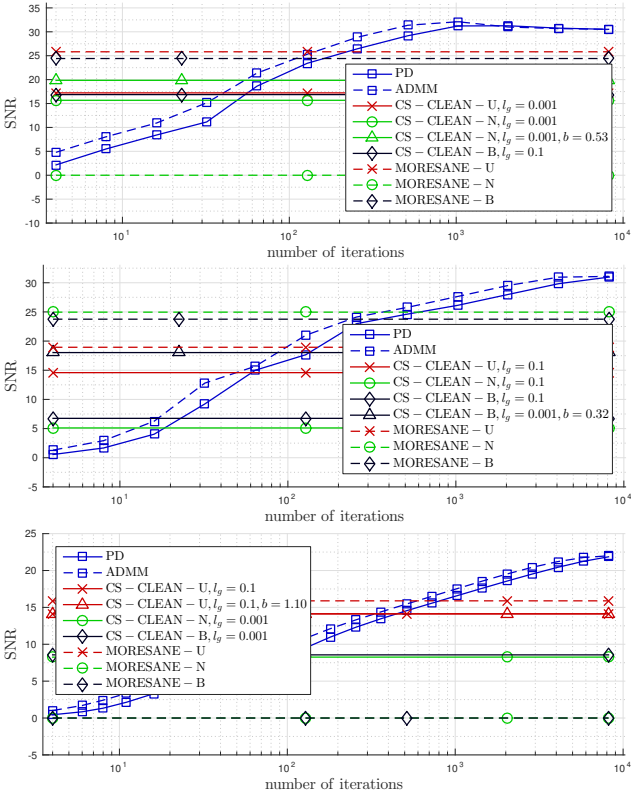 35
30
25
20
15
10
5
0
-5
-10
SNR
10^1
10^2
10^3
10^4
number of iterations
PD
ADMM
CS−CLEAN−U, l_g = 0.001
CS−CLEAN−N, l_g = 0.001
CS−CLEAN−N, l_g = 0.001, b = 0.53
CS−CLEAN−B, l_g = 0.1
MORESANE−U
MORESANE−N
MORESANE−B
30
25
20
15
10
5
0
-5
SNR
10^1
10^2
10^3
10^4
number of iterations
PD
ADMM
CS−CLEAN−U, l_g = 0.1
CS−CLEAN−N, l_g = 0.1
CS−CLEAN−B, l_g = 0.1
CS−CLEAN−B, l_g = 0.001, b = 0.32
MORESANE−U
MORESANE−N
MORESANE−B
25
20
15
10
5
0
-5
SNR
10^1
10^2
10^3
10^4
number of iterations
PD
ADMM
CS−CLEAN−U, l_g = 0.1
CS−CLEAN−U, l_g = 0.1, b = 1.10
CS−CLEAN−N, l_g = 0.001
CS−CLEAN−B, l_g = 0.001
MORESANE−U
MORESANE−N
MORESANE−B